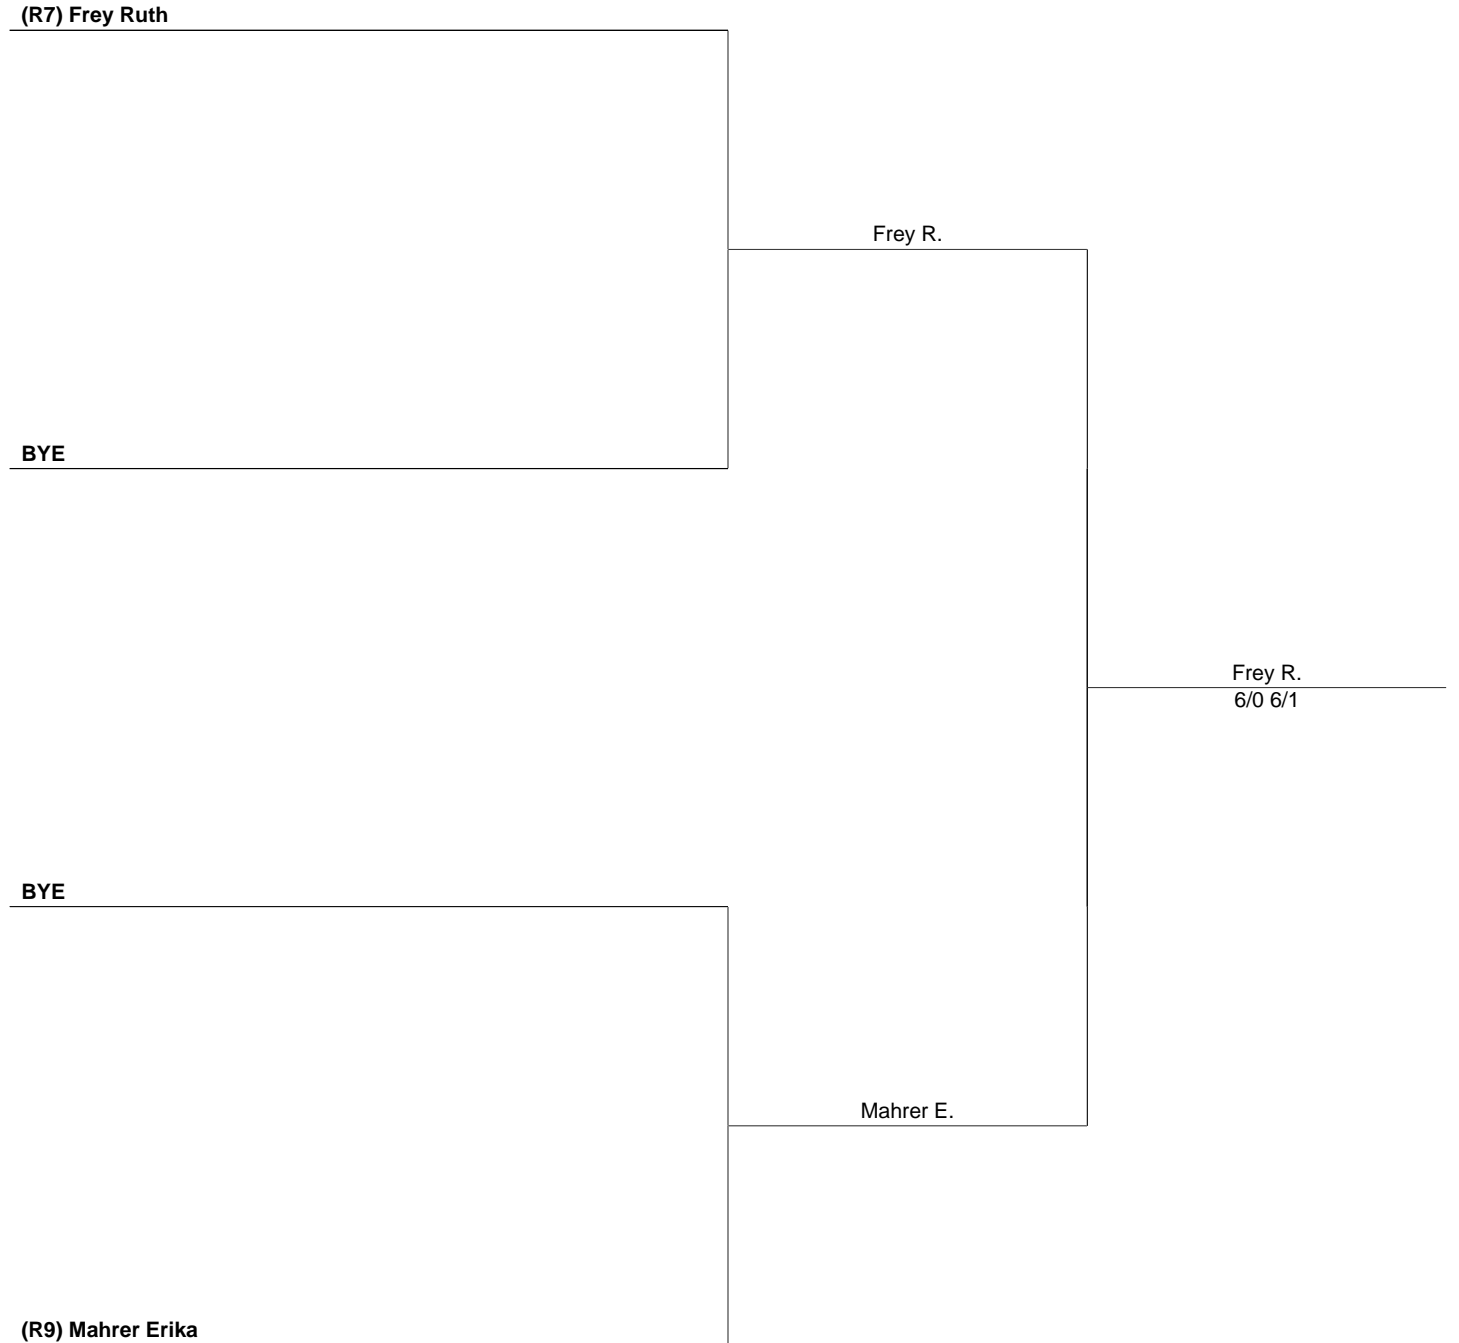 (R7) Frey Ruth
Frey R.
BYE
Frey R.
6/0 6/1
BYE
Mahrer E.
(R9) Mahrer Erika